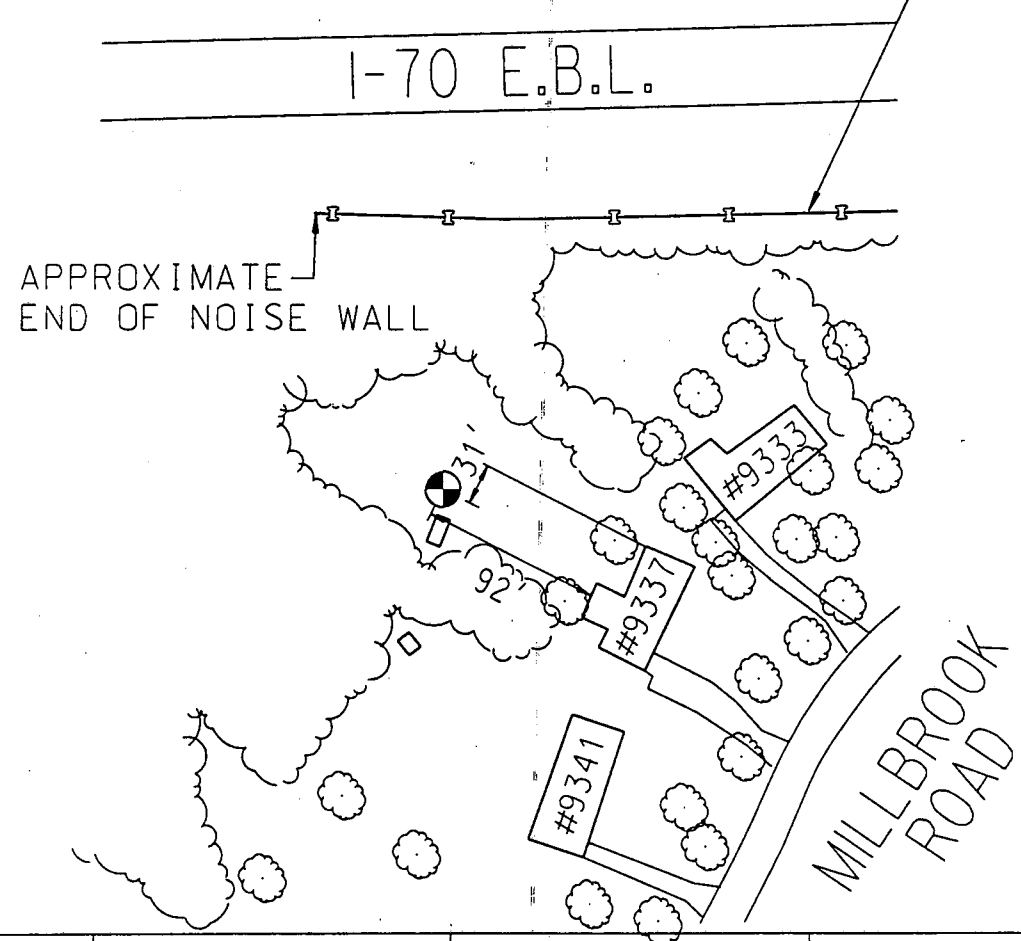 I-70 E.B.L.
APPROXIMATE
END OF NOISE WALL
31'
#9333
92'
#9337
#9341
MILLBROOK
ROAD